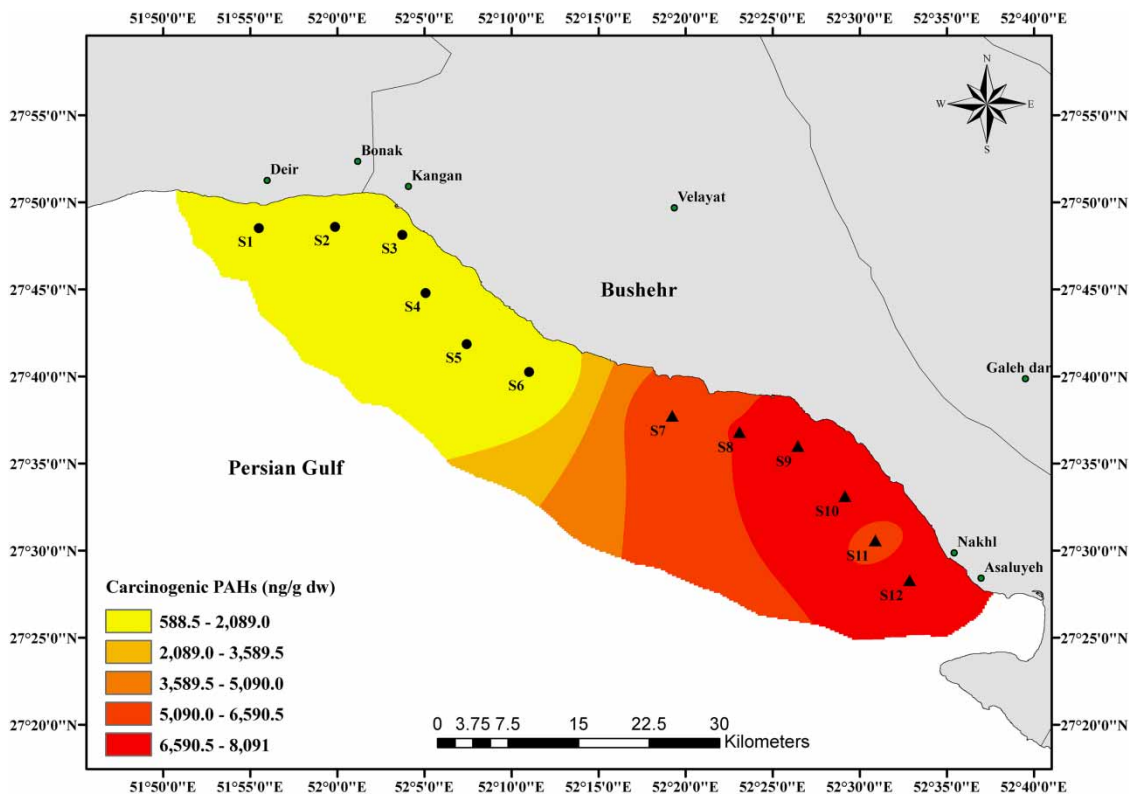 51°50'0"E 51°55'0"E 52°0'0"E 52°5'0"E 52°10'0"E 52°15'0"E 52°20'0"E 52°25'0"E 52°30'0"E 52°35'0"E 52°40'0"E
N
W E
S
27°55'0"N 27°55'0"N
Bonak
Deir
Kangan
27°50'0"N 27°50'0"N
Velayat
S1 S2 S3
27°45'0"N 27°45'0"N
Bushehr
S4
S5
27°40'0"N 27°40'0"N
Galeh dar
S6
S7
S8
S9
27°35'0"N 27°35'0"N
Persian Gulf
S10
27°30'0"N 27°30'0"N
S11
Nakhl
Asaluyeh
S12
Carcinogenic PAHs (ng/g dw)
588.5 - 2,089.0
27°25'0"N 27°25'0"N
2,089.0 - 3,589.5
3,589.5 - 5,090.0
27°20'0"N 27°20'0"N
5,090.0 - 6,590.5
6,590.5 - 8,091
0 3.75 7.5 15 22.5 30
Kilometers
51°50'0"E 51°55'0"E 52°0'0"E 52°5'0"E 52°10'0"E 52°15'0"E 52°20'0"E 52°25'0"E 52°30'0"E 52°35'0"E 52°40'0"E